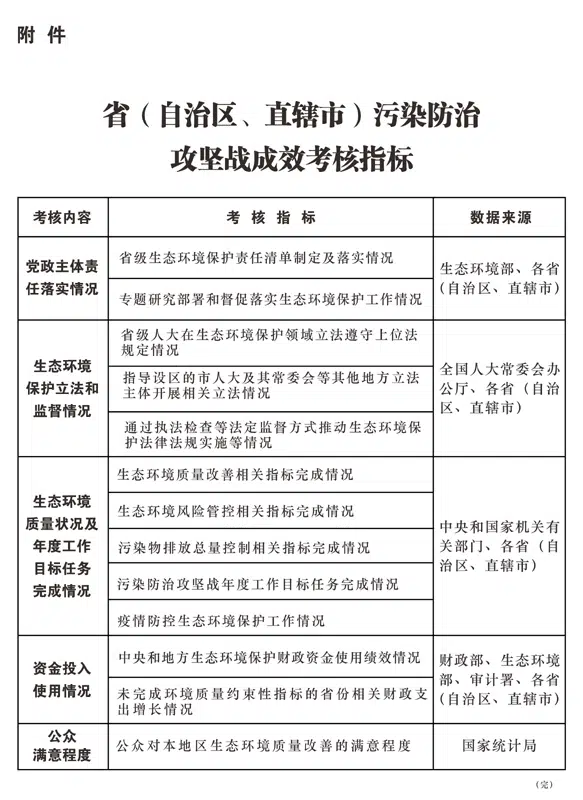 附 件
省（自治区、直辖市）污染防治
攻坚战成效考核指标
考核内容
考 核 指 标
数据来源
党政主体责
任落实情况
省级生态环境保护责任清单制定及落实情况
专题研究部署和督促落实生态环境保护工作情况
生态环境部、各省
（自治区、直辖市）
生态环境
保护立法和
监督情况
省级人大在生态环境保护领域立法遵守上位法
规定情况
指导设区的市人大及其常委会等其他地方立法
主体开展相关立法情况
通过执法检查等法定监督方式推动生态环境保
护法律法规实施等情况
全国人大常委会办
公厅、各省（自治
区、直辖市）
生态环境
质量状况及
年度工作
目标任务
完成情况
生态环境质量改善相关指标完成情况
生态环境风险管控相关指标完成情况
污染物排放总量控制相关指标完成情况
污染防治攻坚战年度工作目标任务完成情况
疫情防控生态环境保护工作情况
中央和国家机关有
关部门、各省（自
治区、直辖市）
资金投入
使用情况
中央和地方生态环境保护财政资金使用绩效情况
未完成环境质量约束性指标的省份相关财政支
出增长情况
财政部、生态环境
部、审计署、各省
（自治区、直辖市）
公众
满意程度
公众对本地区生态环境质量改善的满意程度
国家统计局
（完）